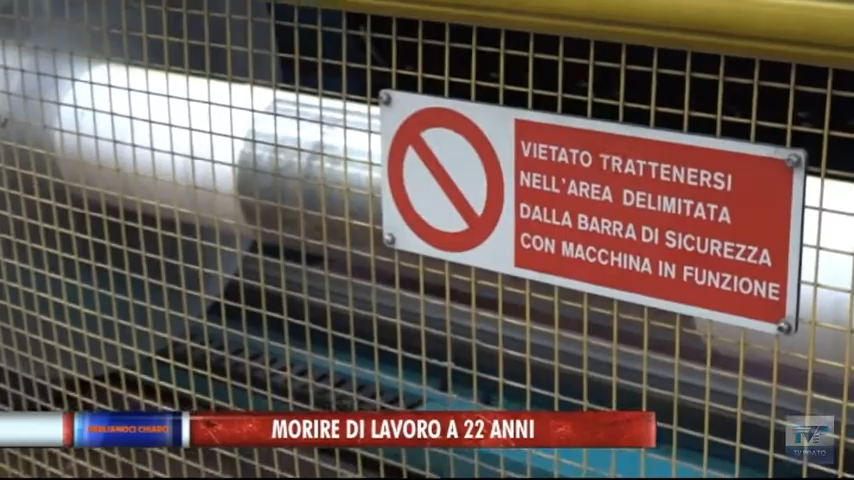 VIETATO TRATTENERSI
NELL'AREA DELIMITATA
DALLA BARRA DI SICUREZZA
CON MACCHINA IN FUNZIONE
PARLIAMOCI CHIARO
MORIRE DI LAVORO A 22 ANNI
TV PRATO